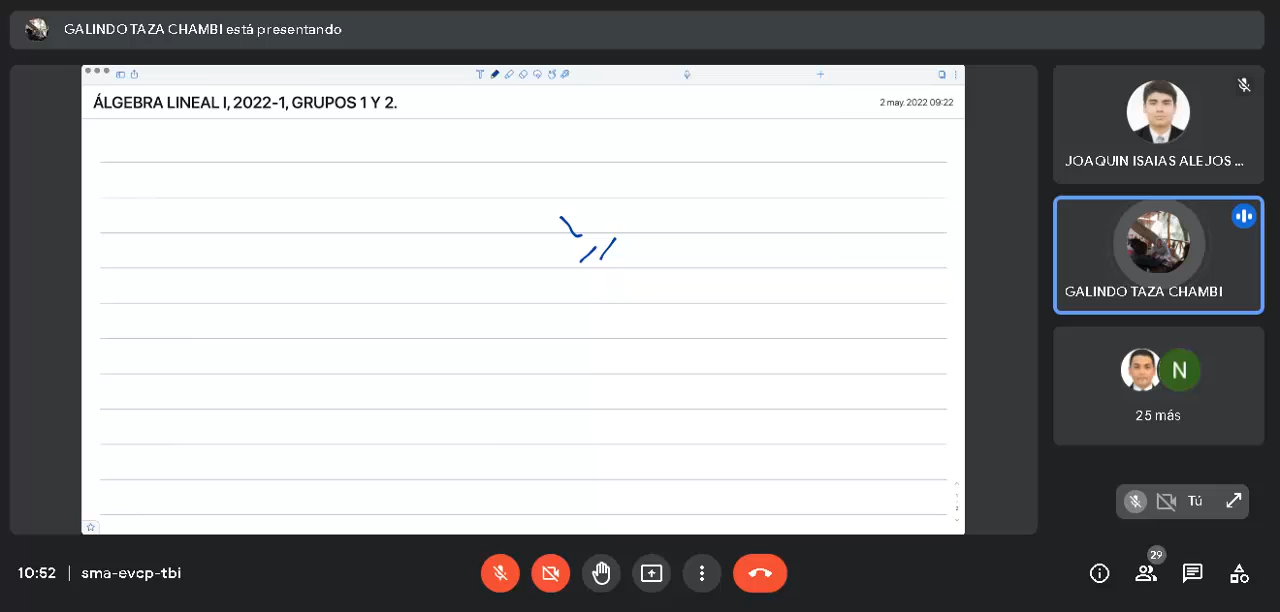 GALINDO TAZA CHAMBI está presentando
T
ÁLGEBRA LINEAL I, 2022-1, GRUPOS 1 Y 2.
2 may. 2022 09:22
JOAQUIN ISAIAS ALEJOS ...
GALINDO TAZA CHAMBI
N
25 más
Tú
10:52 | sma-evcp-tbi
29